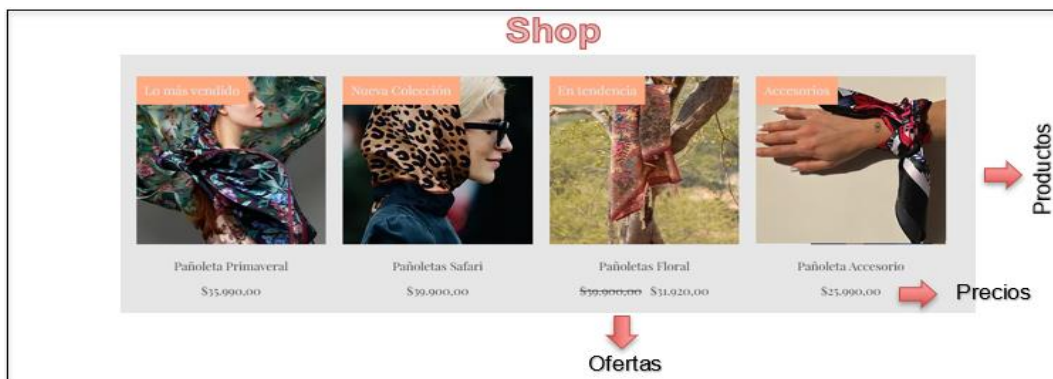 Shop
Lo más vendido
Nueva Colección
En tendencia
Accesorios
Productos
Pañoleta Primaveral
Pañoletas Safari
Pañoletas Floral
Pañoleta Accesorio
$35.990,00
$39.900,00
$39.900,00 $31.920,00
$25.990,00
Precios
Ofertas